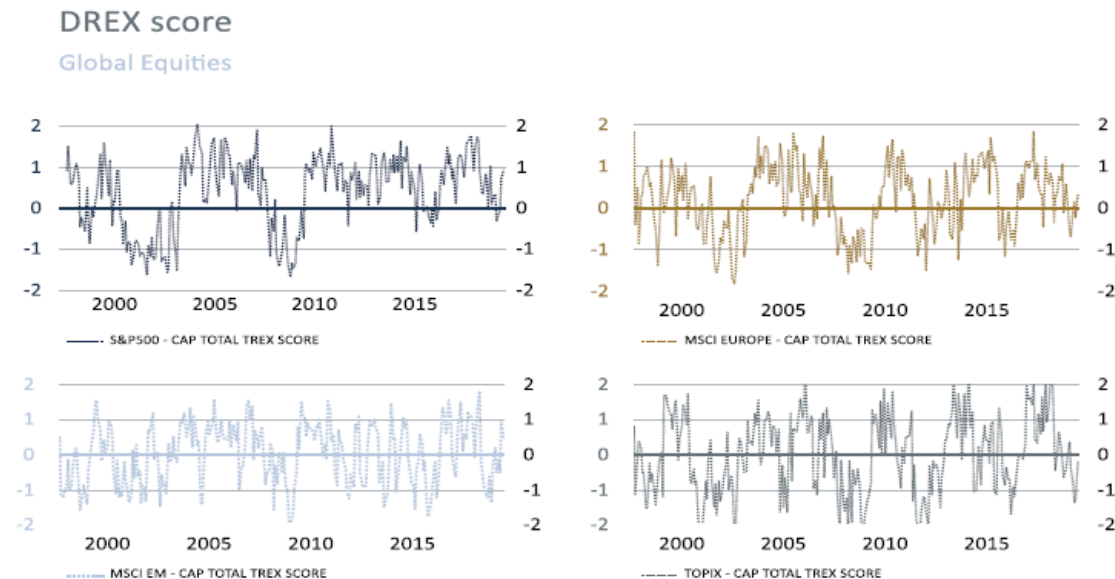 DREX score
Global Equities
2 2 2 2
1 1 1 1
0 0 0 0
-1 -1 -1 -1
-2 -2 -2 -2
2000 2005 2010 2015 2000 2005 2010 2015
S&P500 - CAP TOTAL TREX SCORE MSCI EUROPE - CAP TOTAL TREX SCORE
2 2 2 2
1 1 1 1
0 0 0 0
-1 -1 -1 -1
-2 -2 -2 -2
2000 2005 2010 2015 2000 2005 2010 2015
MSCI EM - CAP TOTAL TREX SCORE TOPIX - CAP TOTAL TREX SCORE